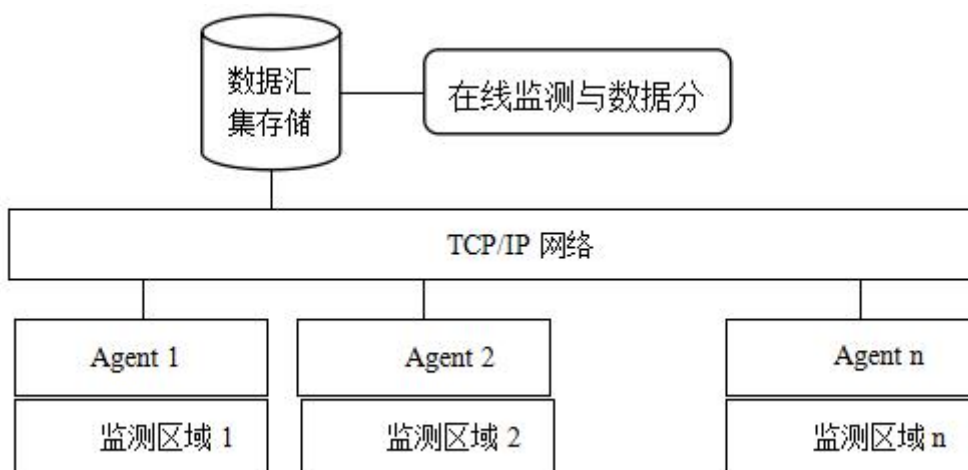 数据汇
集存储
在线监测与数据分
TCP/IP 网络
Agent 1
Agent 2
Agent n
监测区域 1
监测区域 2
监测区域 n